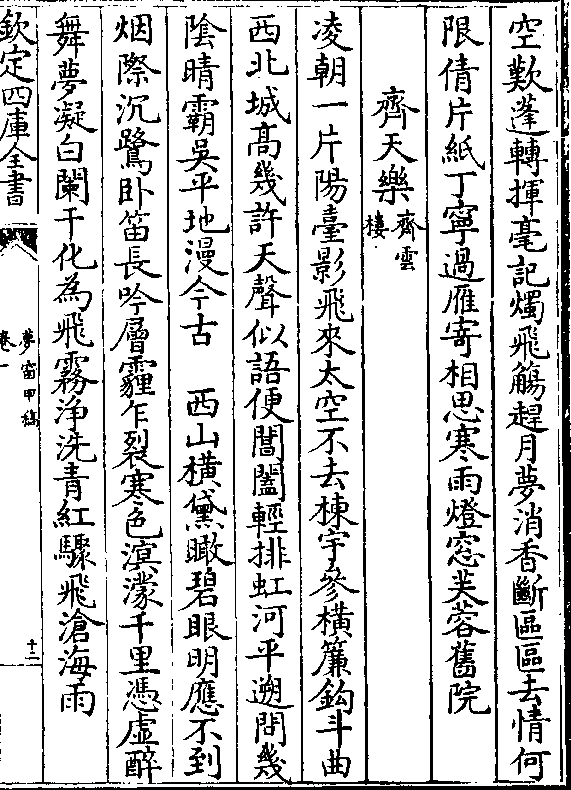 空歎蓬轉揮毫記燭飛觴趕月夢消香斷區區去情何
限倩片紙丁寧過雁寄相思寒雨燈窓芙蓉舊院
齊天樂齊雲樓
凌朝一片陽臺影飛來太空不去棟宇參橫簾鈎斗曲
西北城髙幾許天聲似語便閶闔輕排虹河平遡問幾
陰晴霸吳平地漫今古　西山橫黛瞰碧眼明應不到
烟際沉鷺卧笛長吟層霾乍裂寒色溟濛千里憑虛醉
舞夢凝白闌干化為飛霧浄洗青紅驟飛滄海雨
欽定四庫全書
夢窗甲稿
卷一
十二